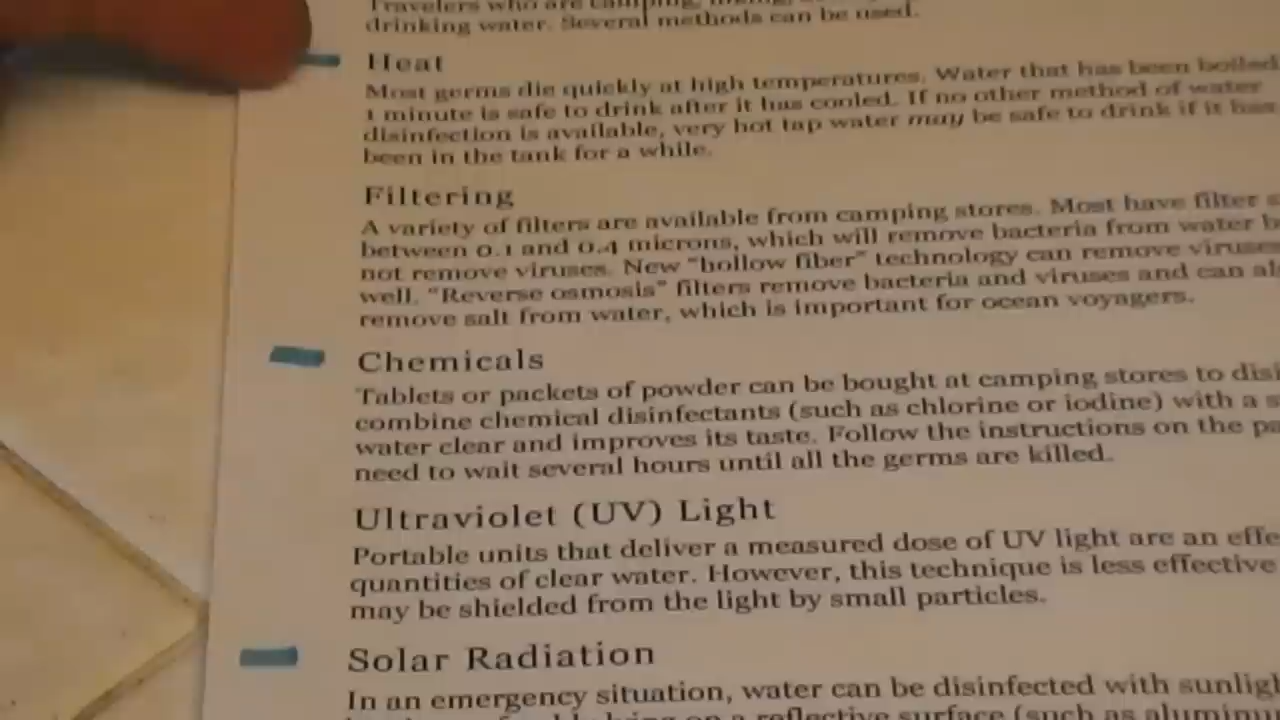 Travelers who are camping,
drinking water. Several methods can be used.
Heat
Most germs die quickly at high temperatures. Water that has been boiled
1 minute is safe to drink after it has cooled. If no other method of water
disinfection is available, very hot tap water may be safe to drink if it has
been in the tank for a while.
Filtering
A variety of filters are available from camping stores. Most have filter
between 0.1 and 0.4 microns, which will remove bacteria from water b
not remove viruses. New "hollow fiber" technology can remove viruses
well. "Reverse osmosis" filters remove bacteria and viruses and can al
remove salt from water, which is important for ocean voyagers.
Chemicals
Tablets or packets of powder can be bought at camping stores to disi
combine chemical disinfectants (such as chlorine or iodine) with a s
water clear and improves its taste. Follow the instructions on the pa
need to wait several hours until all the germs are killed.
Ultraviolet (UV) Light
Portable units that deliver a measured dose of UV light are an effe
quantities of clear water. However, this technique is less effective
may be shielded from the light by small particles.
Solar Radiation
In an emergency situation, water can be disinfected with sunligh
on a reflective surface (such as aluminu